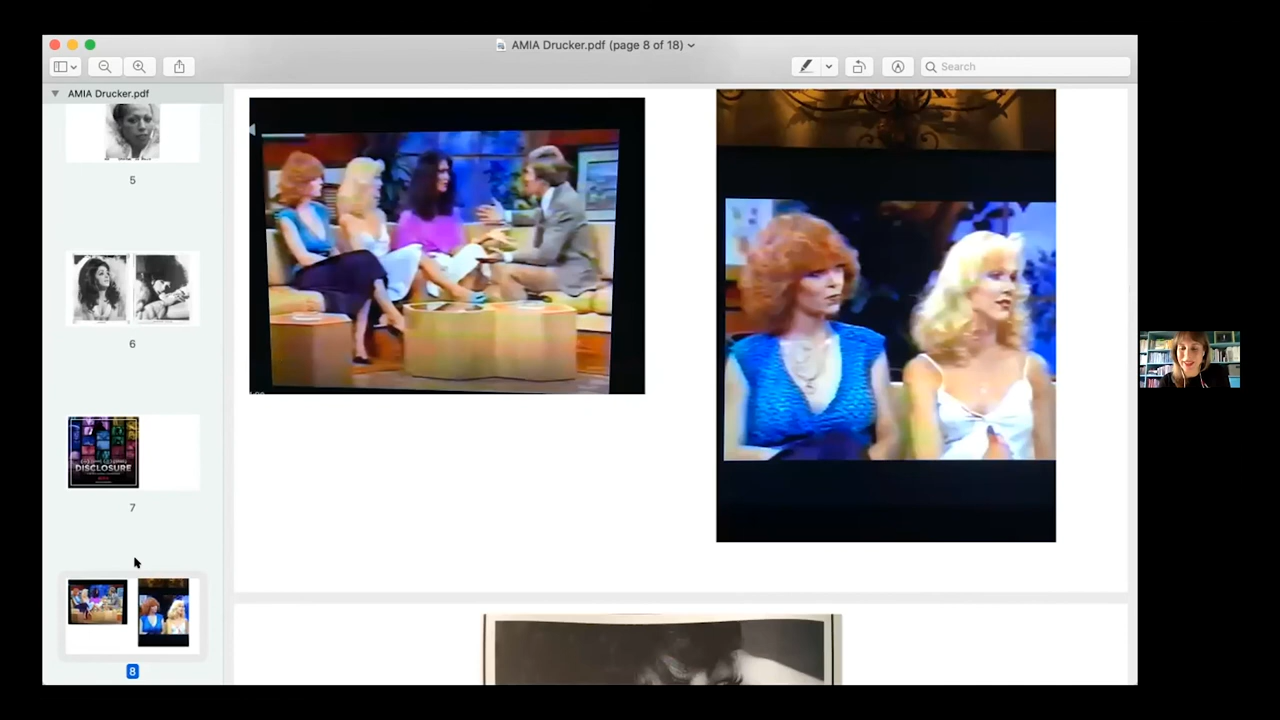 AMIA Drucker.pdf (page 8 of 18)
Search
AMIA Drucker.pdf
5
6
DISCLOSURE
7
8